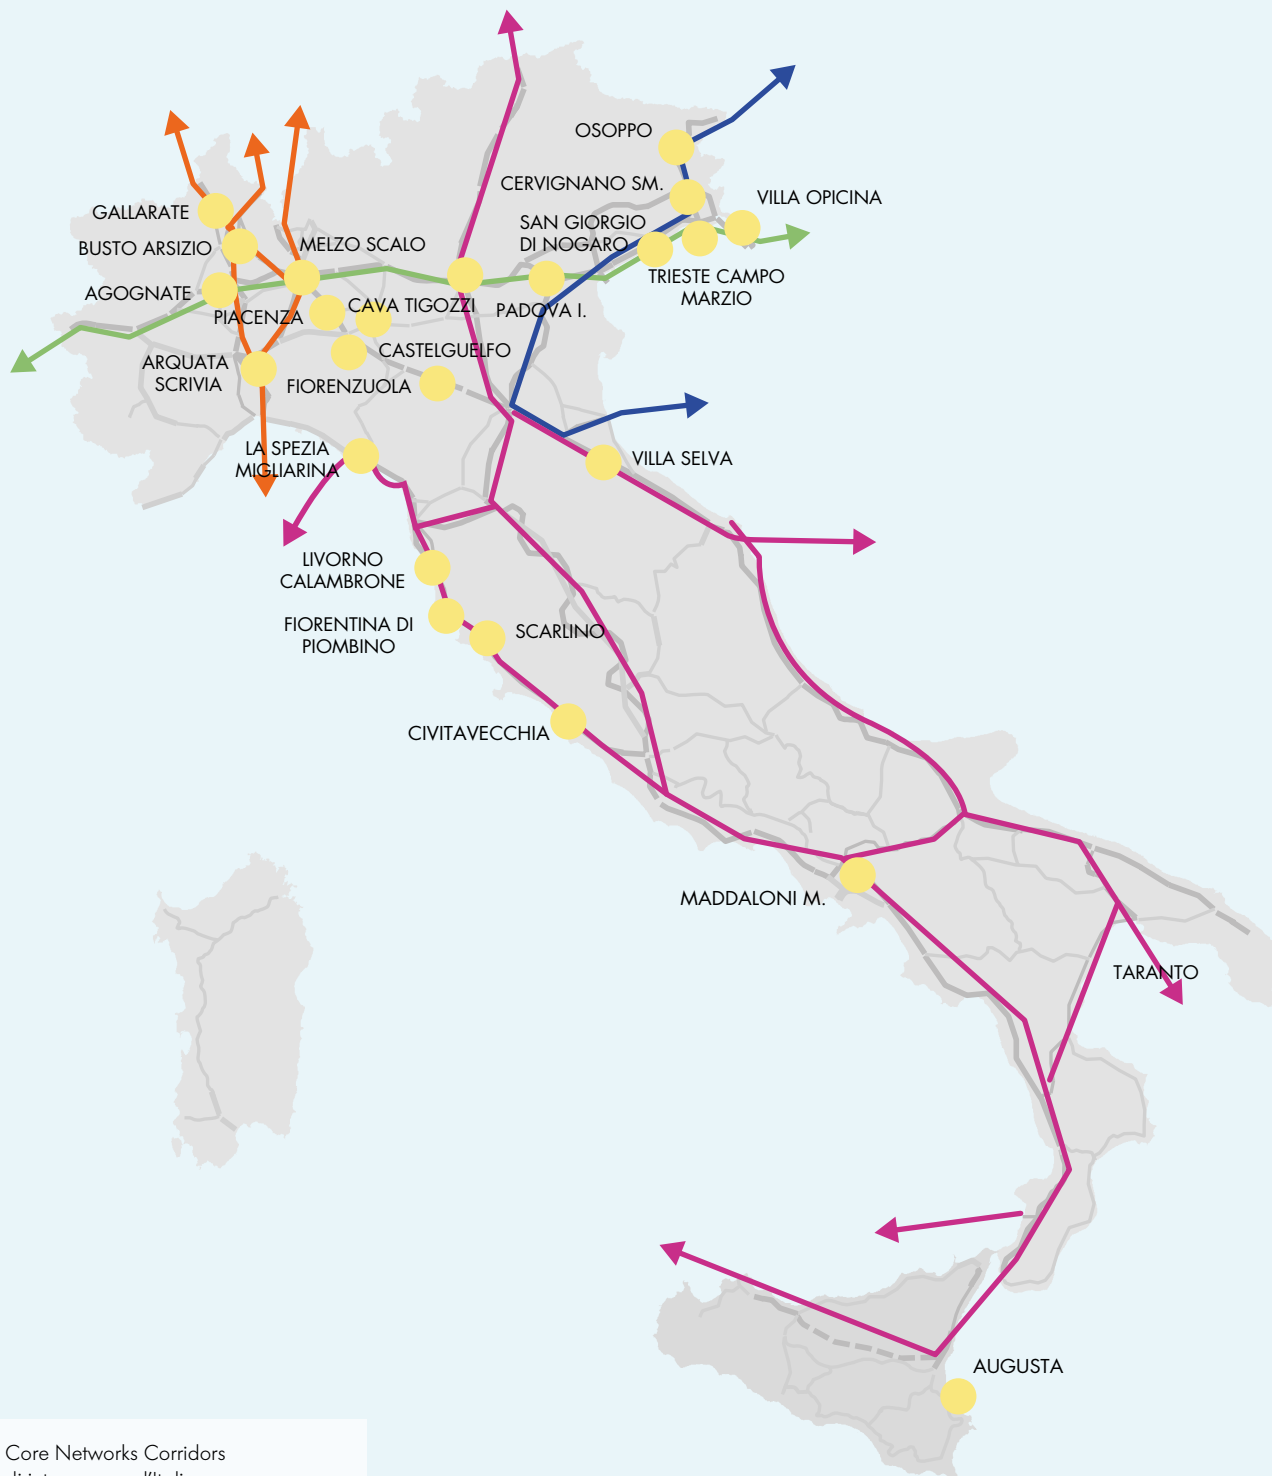 OSOPPO
CERVIGNANO SM.
VILLA OPICINA
GALLARATE
SAN GIORGIO
DI NOGARO
BUSTO ARSIZIO
MELZO SCALO
TRIESTE CAMPO
MARZIO
AGOGNATE
PIACENZA
CAVA TIGOZZI
PADOVA I.
ARQUATA
SCRIVIA
CASTELGUELFO
FIORENZUOLA
LA SPEZIA
MIGLIARINA
VILLA SELVA
LIVORNO
CALAMBRONE
FIORENTINA DI
PIOMBINO
SCARLINO
CIVITAVECCHIA
MADDALONI M.
TARANTO
AUGUSTA
Core Networks Corridors